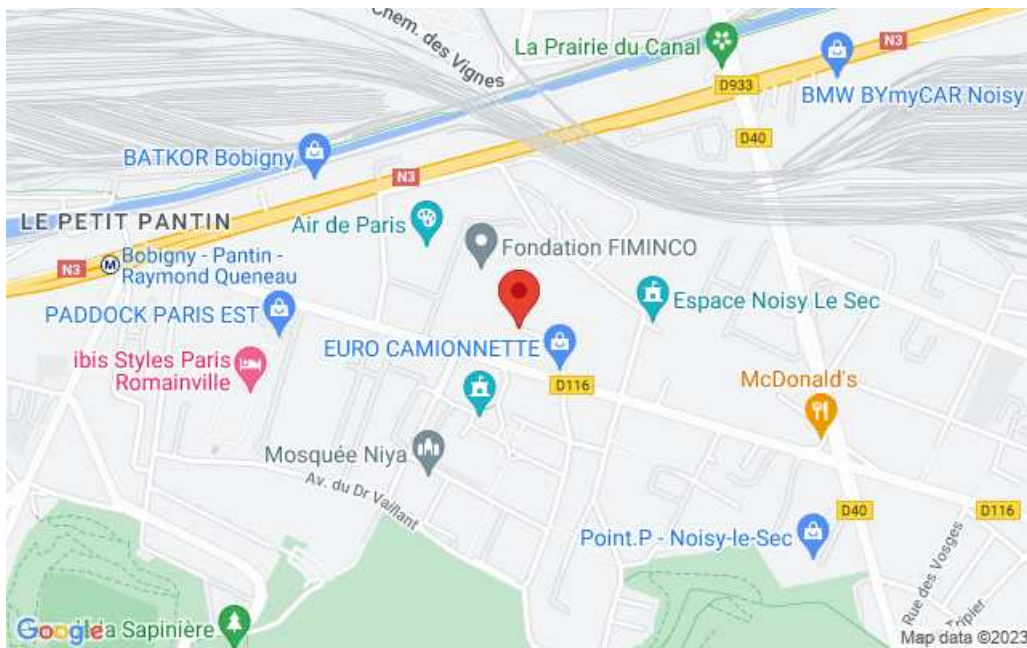 Chem. des Vignes
La Prairie du Canal
N3
D933
BMW BYmyCAR Noisy
D40
BATKOR Bobigny
N3
LE PETIT PANTIN
Air de Paris
Fondation FIMINCO
Bobigny - Pantin -
Raymond Queneau
N3
M
Espace Noisy Le Sec
PADDOCK PARIS EST
EURO CAMIONNETTE
ibis Styles Paris
Romainville
D116
McDonald's
Mosquée Niya
Av. du Dr Vaillant
D40
D116
Point.P - Noisy-le-Sec
Rue des Vosges
Google
la Sapinière
Map data ©2023